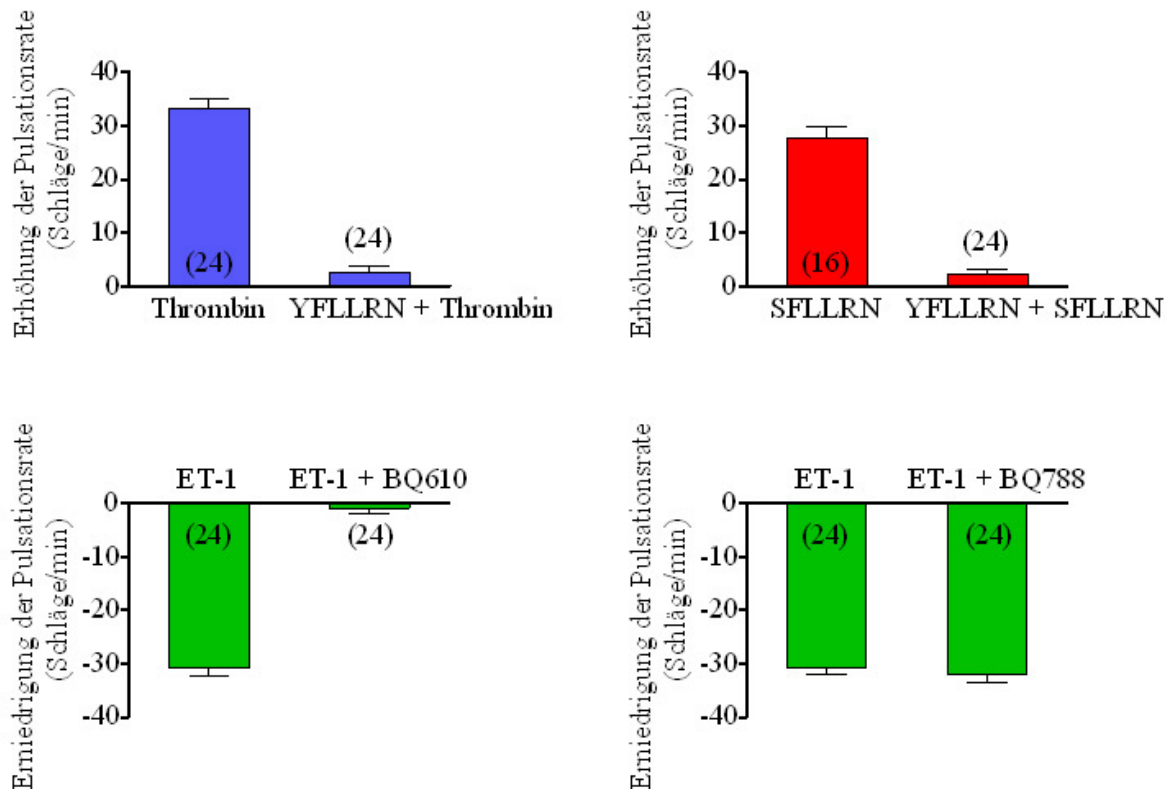 Erhöhung der Pulsationsrate
(Schläge/min)
40
30
20
10
0
(24)
(24)
Thrombin YFLLRN + Thrombin
Erhöhung der Pulsationsrate
(Schläge/min)
40
30
20
10
0
(16)
(24)
SFLLRN YFLLRN + SFLLRN
Erniedrigung der Pulsationsrate
(Schläge/min)
ET-1 ET-1 + BQ610
0
-10
-20
-30
-40
(24)
(24)
Erniedrigung der Pulsationsrate
(Schläge/min)
ET-1 ET-1 + BQ788
0
-10
-20
-30
-40
(24)
(24)